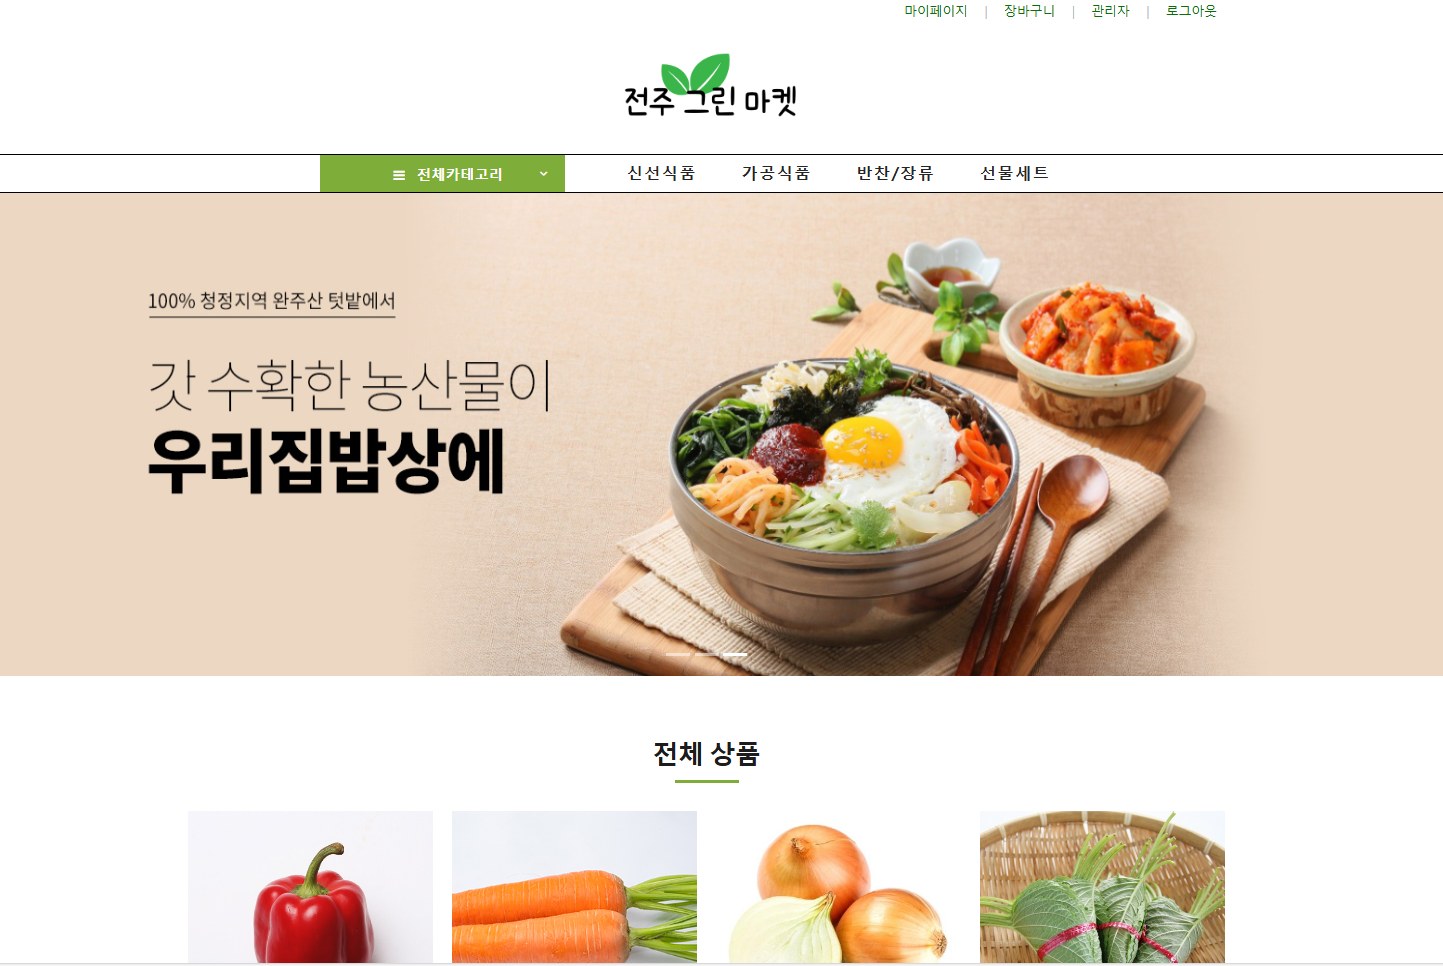 마이페이지 | 장바구니 | 관리자 | 로그아웃
전주 그린 마켓
전체카테고리 신선식품 가공식품 반찬/장류 선물세트
100% 청정지역 완주산 텃밭에서
갓 수확한 농산물이
우리집밥상에
전체 상품